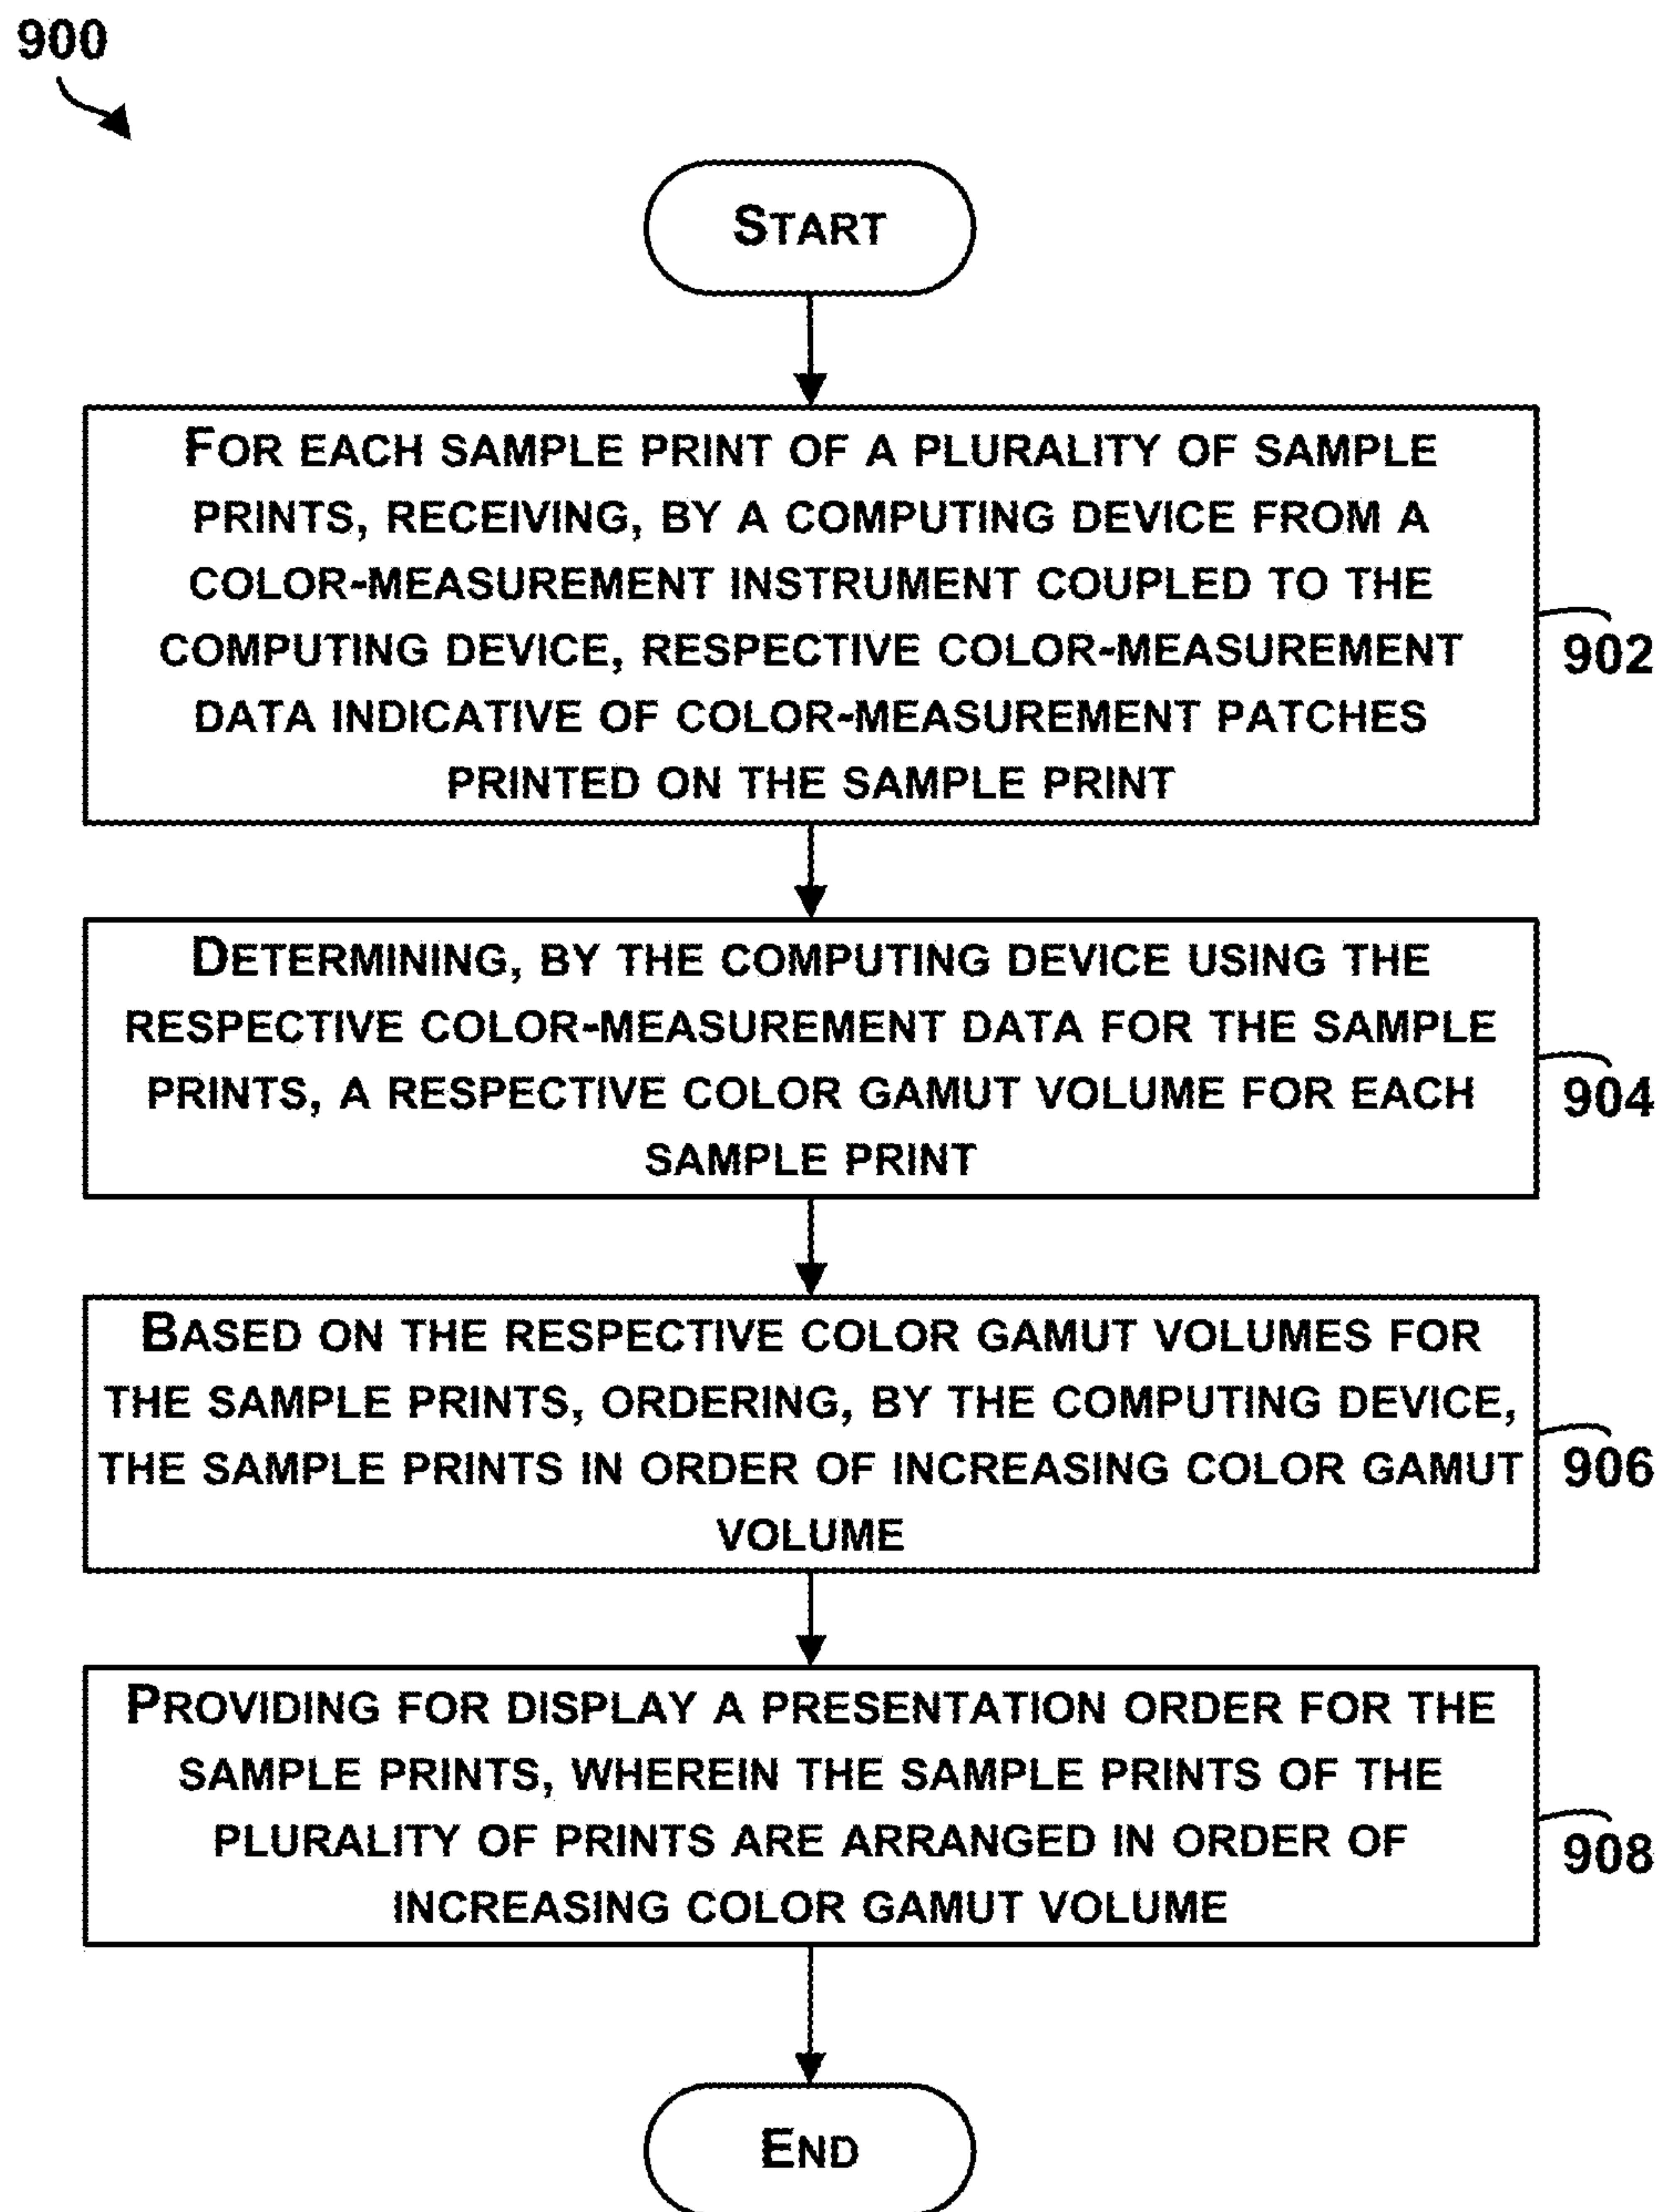 900
START
FOR EACH SAMPLE PRINT OF A PLURALITY OF SAMPLE
PRINTS, RECEIVING, BY A COMPUTING DEVICE FROM A
COLOR-MEASUREMENT INSTRUMENT COUPLED TO THE
COMPUTING DEVICE, RESPECTIVE COLOR-MEASUREMENT
DATA INDICATIVE OF COLOR-MEASUREMENT PATCHES
PRINTED ON THE SAMPLE PRINT
902
DETERMINING, BY THE COMPUTING DEVICE USING THE
RESPECTIVE COLOR-MEASUREMENT DATA FOR THE SAMPLE
PRINTS, A RESPECTIVE COLOR GAMUT VOLUME FOR EACH
SAMPLE PRINT
904
BASED ON THE RESPECTIVE COLOR GAMUT VOLUMES FOR
THE SAMPLE PRINTS, ORDERING, BY THE COMPUTING DEVICE,
THE SAMPLE PRINTS IN ORDER OF INCREASING COLOR GAMUT
VOLUME
906
PROVIDING FOR DISPLAY A PRESENTATION ORDER FOR THE
SAMPLE PRINTS, WHEREIN THE SAMPLE PRINTS OF THE
PLURALITY OF PRINTS ARE ARRANGED IN ORDER OF
INCREASING COLOR GAMUT VOLUME
908
END